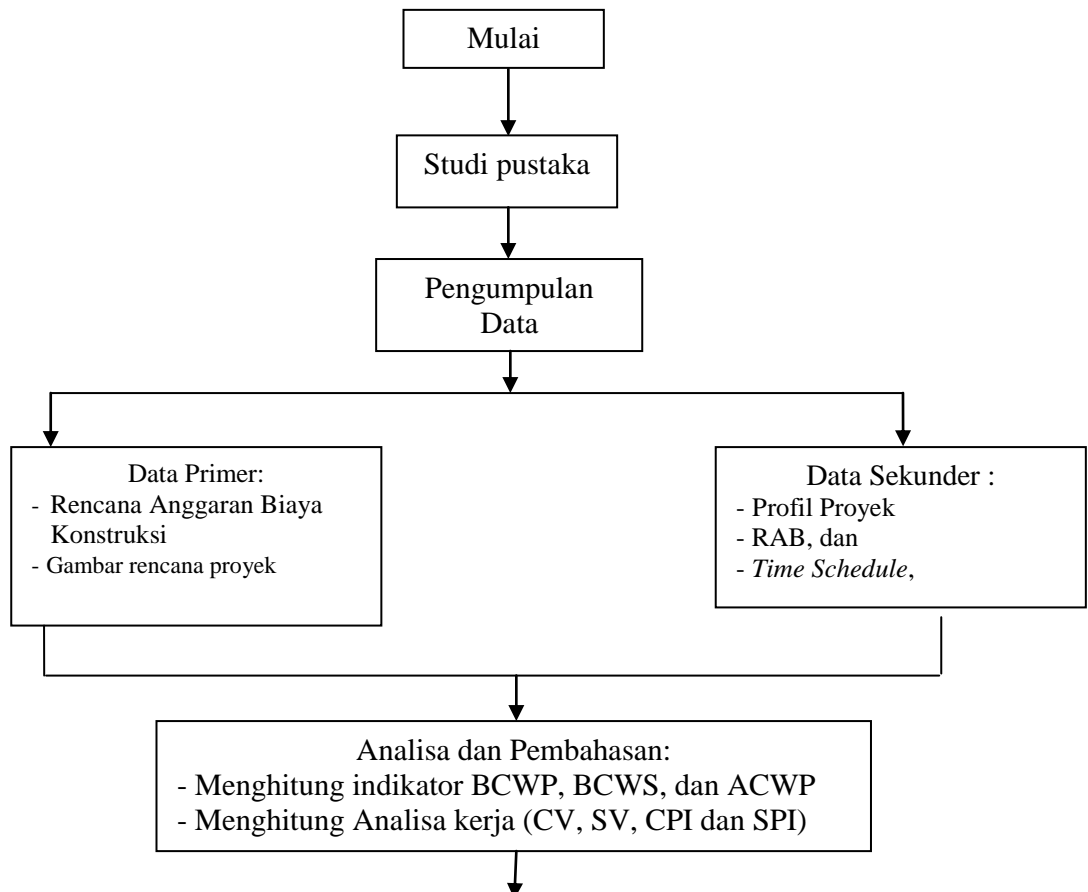 Mulai
Studi pustaka
Pengumpulan
Data
Data Primer:
- Rencana Anggaran Biaya
Konstruksi
- Gambar rencana proyek
Data Sekunder :
- Profil Proyek
- RAB, dan
- Time Schedule,
Analisa dan Pembahasan:
- Menghitung indikator BCWP, BCWS, dan ACWP
- Menghitung Analisa kerja (CV, SV, CPI dan SPI)